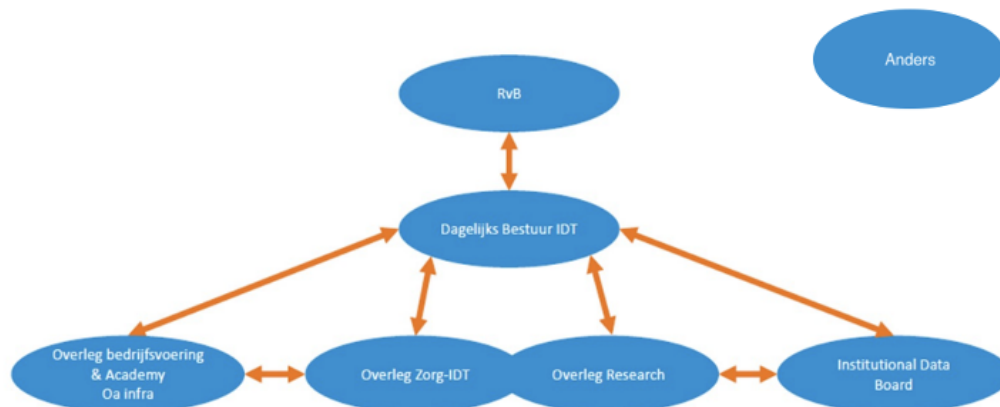 Anders
RvB
Dagelijks Bestuur IDT
Overleg bedrijfsvoering
& Academy
Oa infra
Overleg Zorg-IDT
Overleg Research
Institutional Data
Board